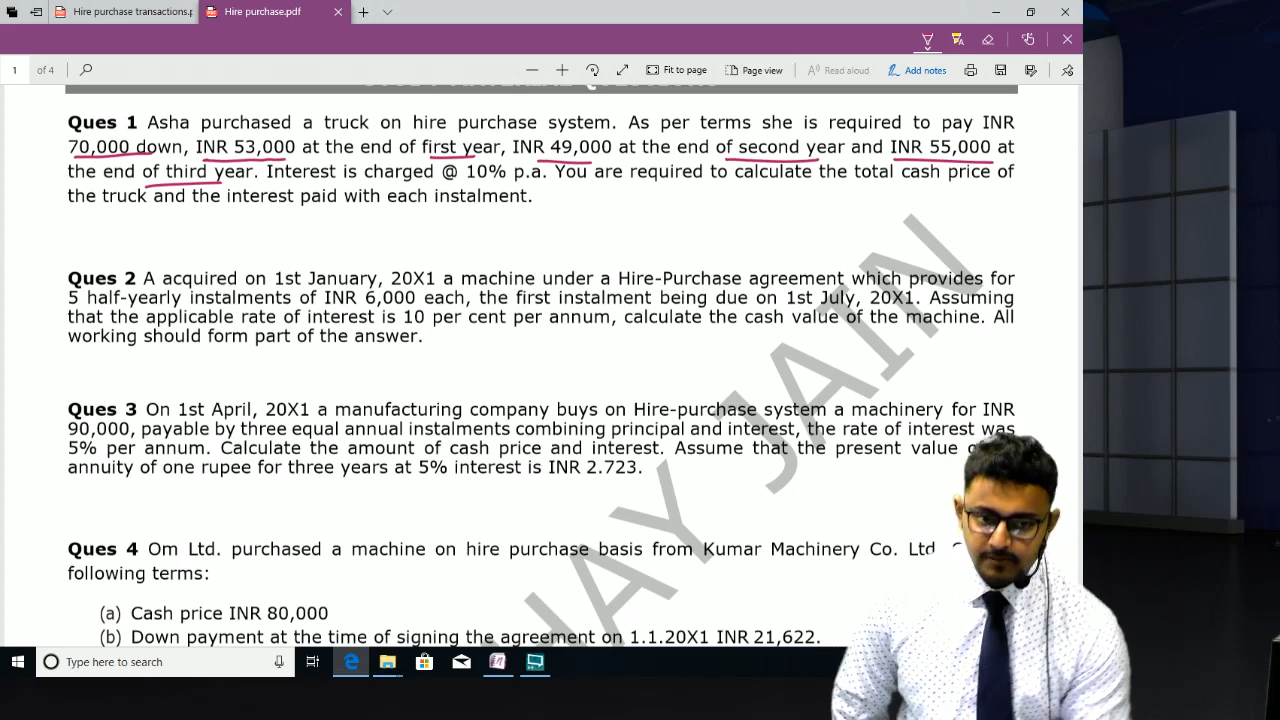 Hire purchase transactions.p
Hire purchase.pdf
1 of 4
Fit to page
Page view
Read aloud
Add notes
Ques 1 Asha purchased a truck on hire purchase system. As per terms she is required to pay INR
70,000 down, INR 53,000 at the end of first year, INR 49,000 at the end of second year and INR 55,000 at
the end of third year. Interest is charged @ 10% p.a. You are required to calculate the total cash price of
the truck and the interest paid with each instalment.
Ques 2 A acquired on 1st January, 20X1 a machine under a Hire-Purchase agreement which provides for
5 half-yearly instalments of INR 6,000 each, the first instalment being due on 1st July, 20X1. Assuming
that the applicable rate of interest is 10 per cent per annum, calculate the cash value of the machine. All
working should form part of the answer.
Ques 3 On 1st April, 20X1 a manufacturing company buys on Hire-purchase system a machinery for INR
90,000, payable by three equal annual instalments combining principal and interest, the rate of interest was
5% per annum. Calculate the amount of cash price and interest. Assume that the present value
annuity of one rupee for three years at 5% interest is INR 2.723.
Ques 4 Om Ltd. purchased a machine on hire purchase basis from Kumar Machinery Co. Ltd
following terms:
(a) Cash price INR 80,000
(b) Down payment at the time of signing the agreement on 1.1.20X1 INR 21,622.
HAY JAIN
Type here to search